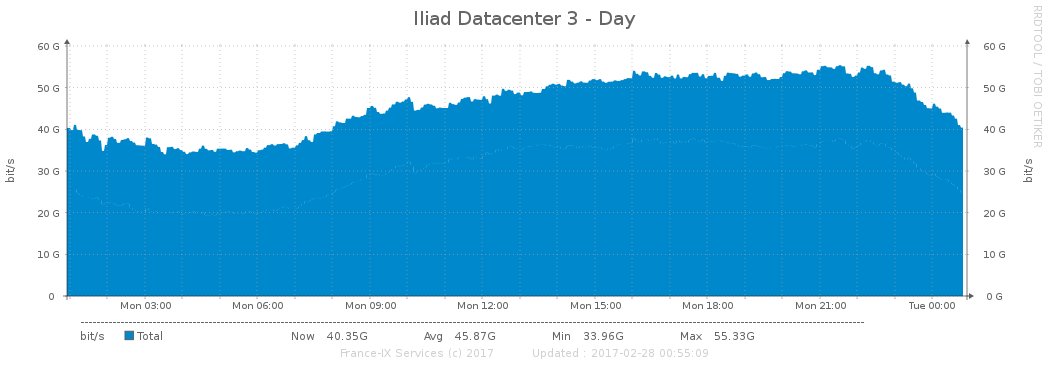 Iliad Datacenter 3 - Day
RRDTOOL / TOBI OETIKER
60 G 60 G
50 G 50 G
40 G 40 G
30 G 30 G
20 G 20 G
10 G 10 G
0 0 G
bit/s bit/s
Mon 03:00 Mon 06:00 Mon 09:00 Mon 12:00 Mon 15:00 Mon 18:00 Mon 21:00 Tue 00:00
bit/s Total Now 40.35G Avg 45.87G Min 33.96G Max 55.33G
France-IX Services (c) 2017 Updated : 2017-02-28 00:55:09